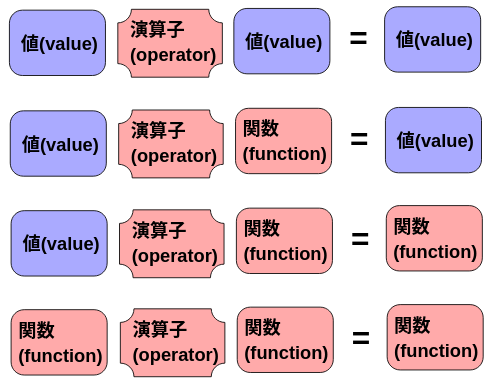 値(value) 演算子(operator) 値(value) = 値(value)
値(value) 演算子(operator) 関数(function) = 値(value)
値(value) 演算子(operator) 関数(function) = 関数(function)
関数(function) 演算子(operator) 関数(function) = 関数(function)